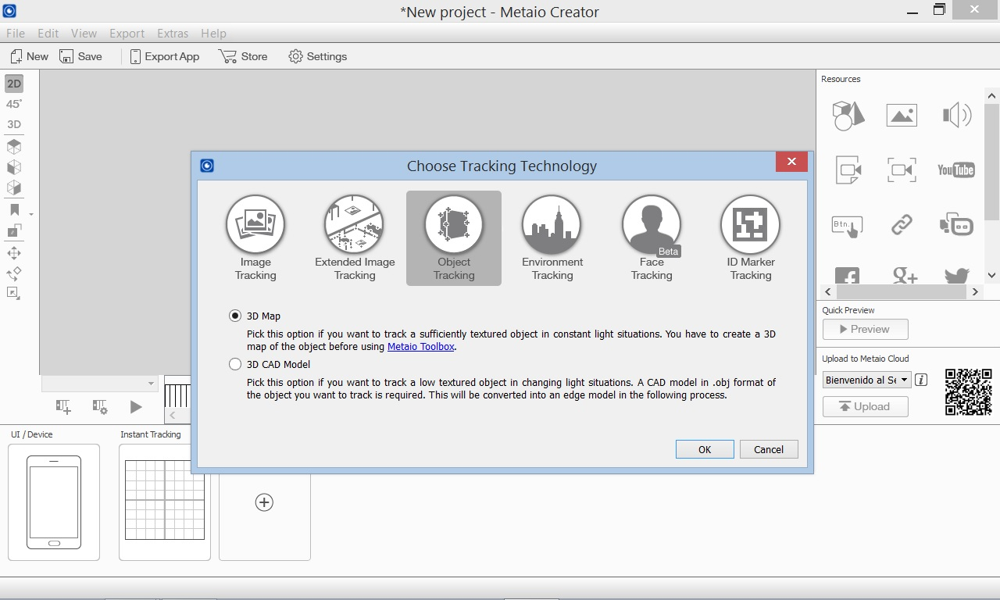 *New project - Metaio Creator
File Edit View Export Extras Help
New Save Export App Store Settings
2D
45°
3D
Resources
YouTube
Btn.
g+
Choose Tracking Technology
Image
Tracking
Extended Image
Tracking
Object
Tracking
Environment
Tracking
Beta
Face
Tracking
ID Marker
Tracking
3D Map
Pick this option if you want to track a sufficiently textured object in constant light situations. You have to create a 3D
map of the object before using Metaio Toolbox.
3D CAD Model
Pick this option if you want to track a low textured object in changing light situations. A CAD model in .obj format of
the object you want to track is required. This will be converted into an edge model in the following process.
OK Cancel
Quick Preview
Preview
Upload to Metaio Cloud
Bienvenido al Se
i
Upload
UI / Device
Instant Tracking